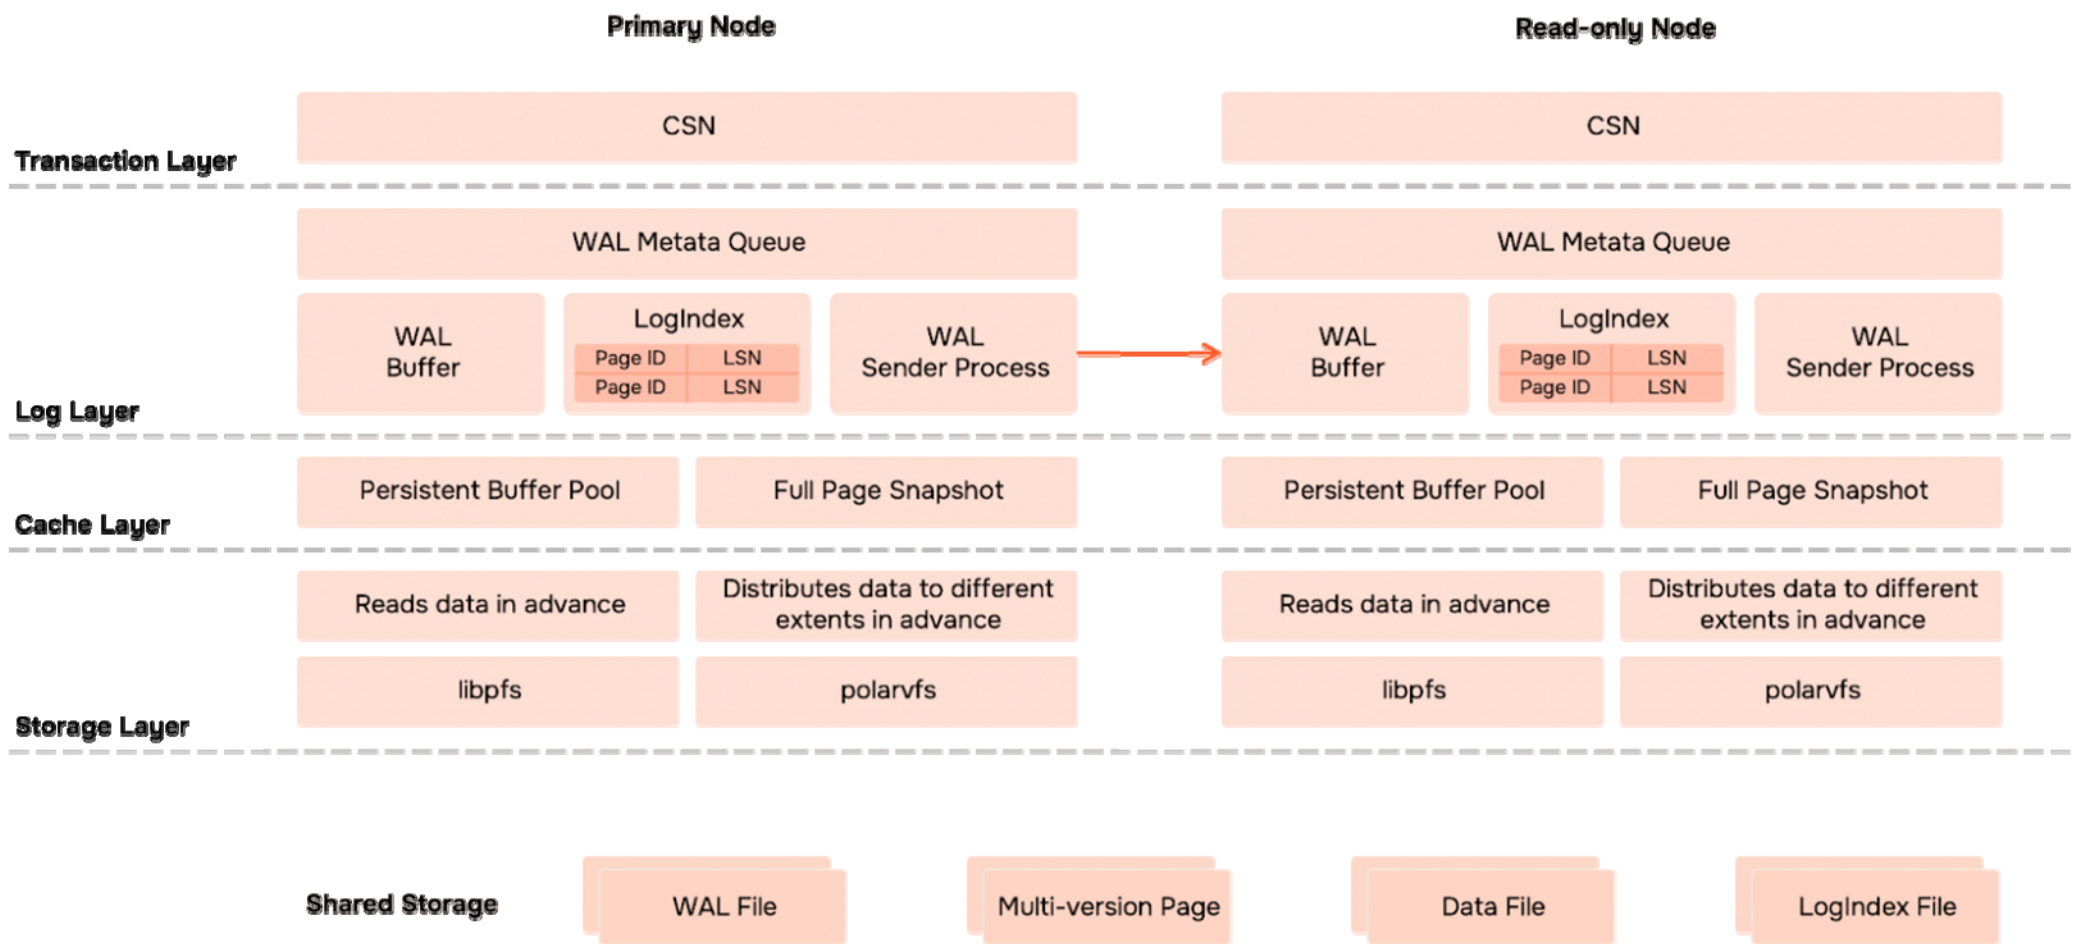 Primary Node
Read-only Node
CSN
CSN
Transaction Layer
WAL Metata Queue
WAL Metata Queue
WAL
Buffer
LogIndex
Page ID LSN
Page ID LSN
WAL
Sender Process
WAL
Buffer
LogIndex
Page ID LSN
Page ID LSN
WAL
Sender Process
Log Layer
Persistent Buffer Pool
Full Page Snapshot
Persistent Buffer Pool
Full Page Snapshot
Cache Layer
Reads data in advance
Distributes data to different
extents in advance
Reads data in advance
Distributes data to different
extents in advance
libpfs
polarvfs
libpfs
polarvfs
Storage Layer
Shared Storage
WAL File
Multi-version Page
Data File
LogIndex File